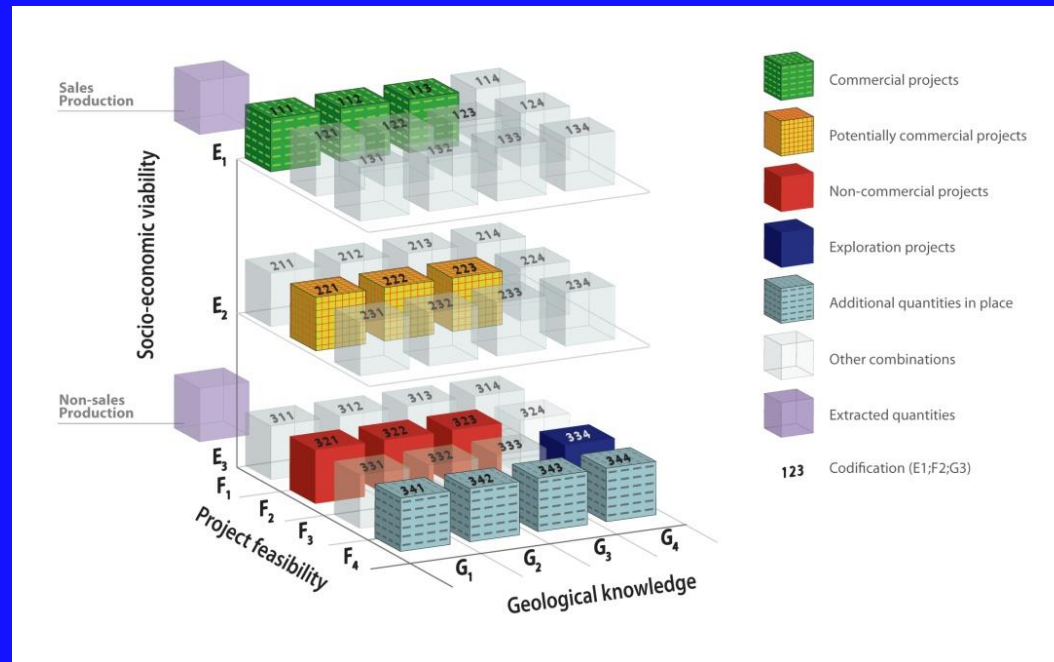 Sales
Production
Socio-economic viability
E1
111
112
113
114
121
122
123
124
131
132
133
134
E2
211
212
213
214
221
222
223
224
231
232
233
234
Non-sales
Production
E3
311
312
313
314
321
322
323
324
331
332
333
334
341
342
343
344
F1
F2
F3
F4
Project feasibility
G1
G2
G3
G4
Geological knowledge
Commercial projects
Potentially commercial projects
Non-commercial projects
Exploration projects
Additional quantities in place
Other combinations
Extracted quantities
123 Codification (E1;F2;G3)